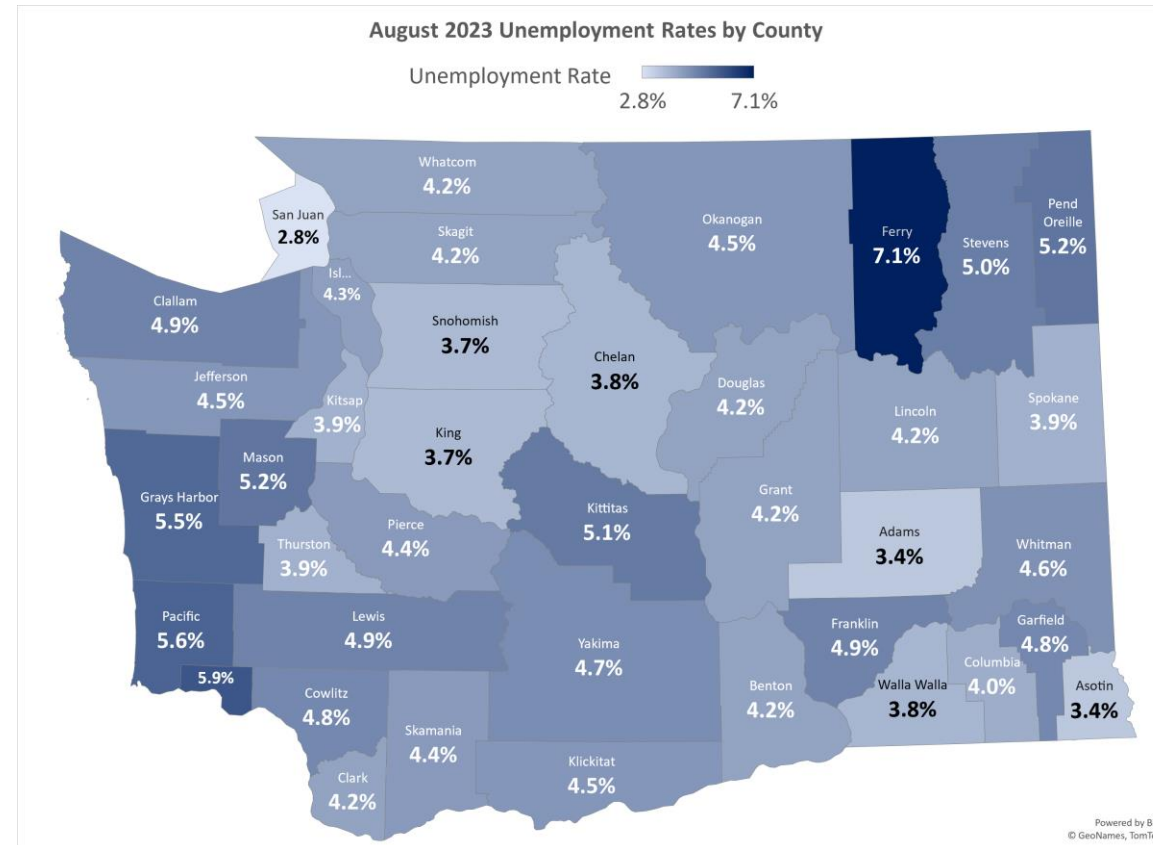 August 2023 Unemployment Rates by County
Unemployment Rate
2.8% 7.1%
Whatcom
4.2%
San Juan
2.8%
Skagit
4.2%
Isl...
4.3%
Okanogan
4.5%
Ferry
7.1%
Stevens
5.0%
Pend
Oreille
5.2%
Clallam
4.9%
Snohomish
3.7%
Chelan
3.8%
Jefferson
4.5%
Kitsap
3.9%
Douglas
4.2%
Lincoln
4.2%
Spokane
3.9%
King
3.7%
Mason
5.2%
Grays Harbor
5.5%
Kittitas
5.1%
Grant
4.2%
Pierce
4.4%
Thurston
3.9%
Adams
3.4%
Whitman
4.6%
Pacific
5.6%
Lewis
4.9%
Yakima
4.7%
Franklin
4.9%
Garfield
4.8%
5.9%
Cowlitz
4.8%
Benton
4.2%
Walla Walla
3.8%
Columbia
4.0%
Asotin
3.4%
Skamania
4.4%
Klickitat
4.5%
Clark
4.2%
Powered by B
© GeoNames, TomT